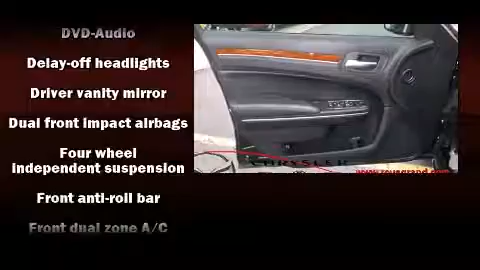 DVD-Audio
Delay-off headlights
Driver vanity mirror
Dual front impact airbags
Four wheel
independent suspension
Front anti-roll bar
Front dual zone A/C
CHRYSLER